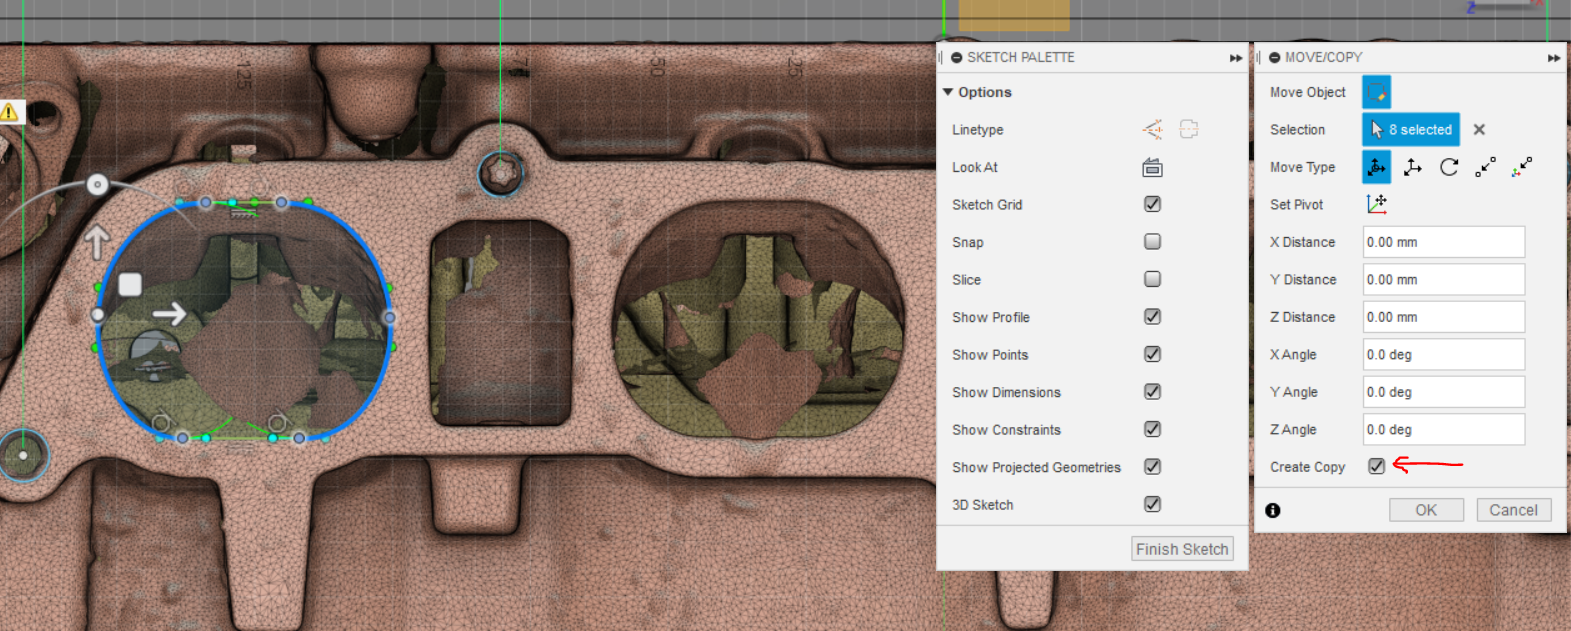 125
75
50
25
Z
X
SKETCH PALETTE
Options
Linetype
Look At
Sketch Grid
Snap
Slice
Show Profile
Show Points
Show Dimensions
Show Constraints
Show Projected Geometries
3D Sketch
Finish Sketch
MOVE/COPY
Move Object
Selection 8 selected
Move Type
Set Pivot
X Distance 0.00 mm
Y Distance 0.00 mm
Z Distance 0.00 mm
X Angle 0.0 deg
Y Angle 0.0 deg
Z Angle 0.0 deg
Create Copy
OK Cancel